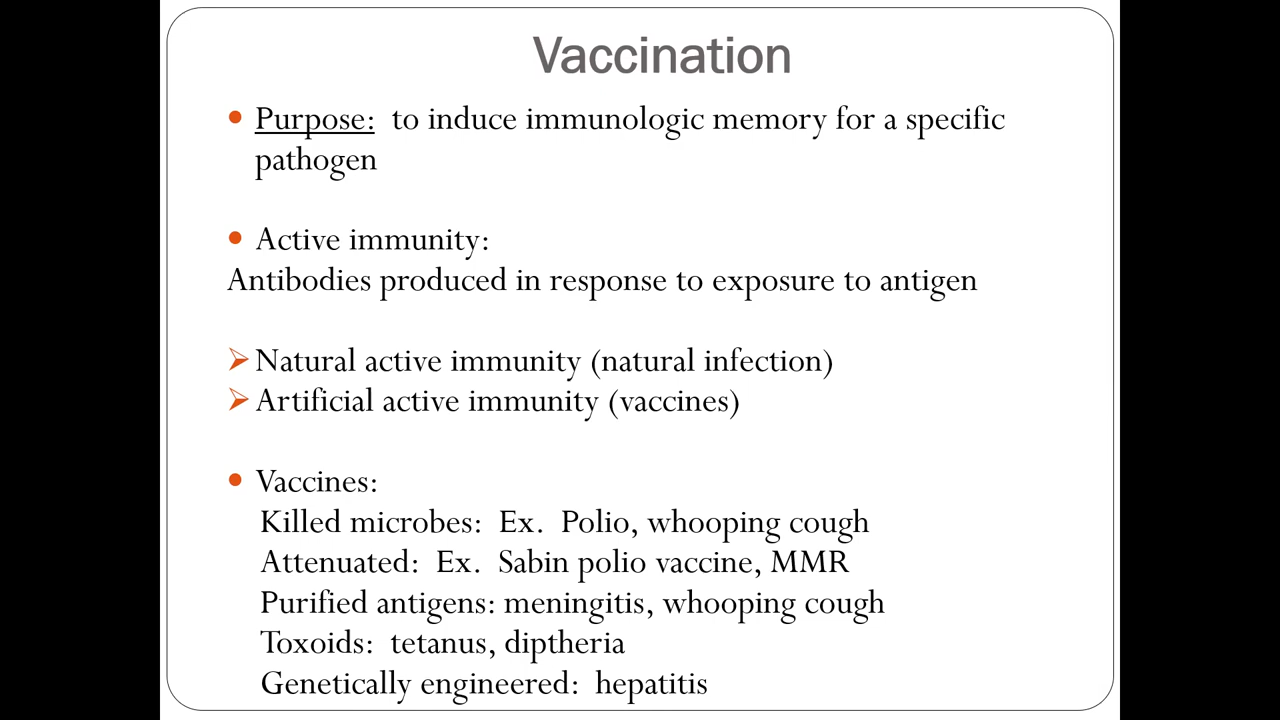 Vaccination
Purpose: to induce immunologic memory for a specific
pathogen
Active immunity:
Antibodies produced in response to exposure to antigen
Natural active immunity (natural infection)
Artificial active immunity (vaccines)
Vaccines:
Killed microbes: Ex. Polio, whooping cough
Attenuated: Ex. Sabin polio vaccine, MMR
Purified antigens: meningitis, whooping cough
Toxoids: tetanus, diptheria
Genetically engineered: hepatitis